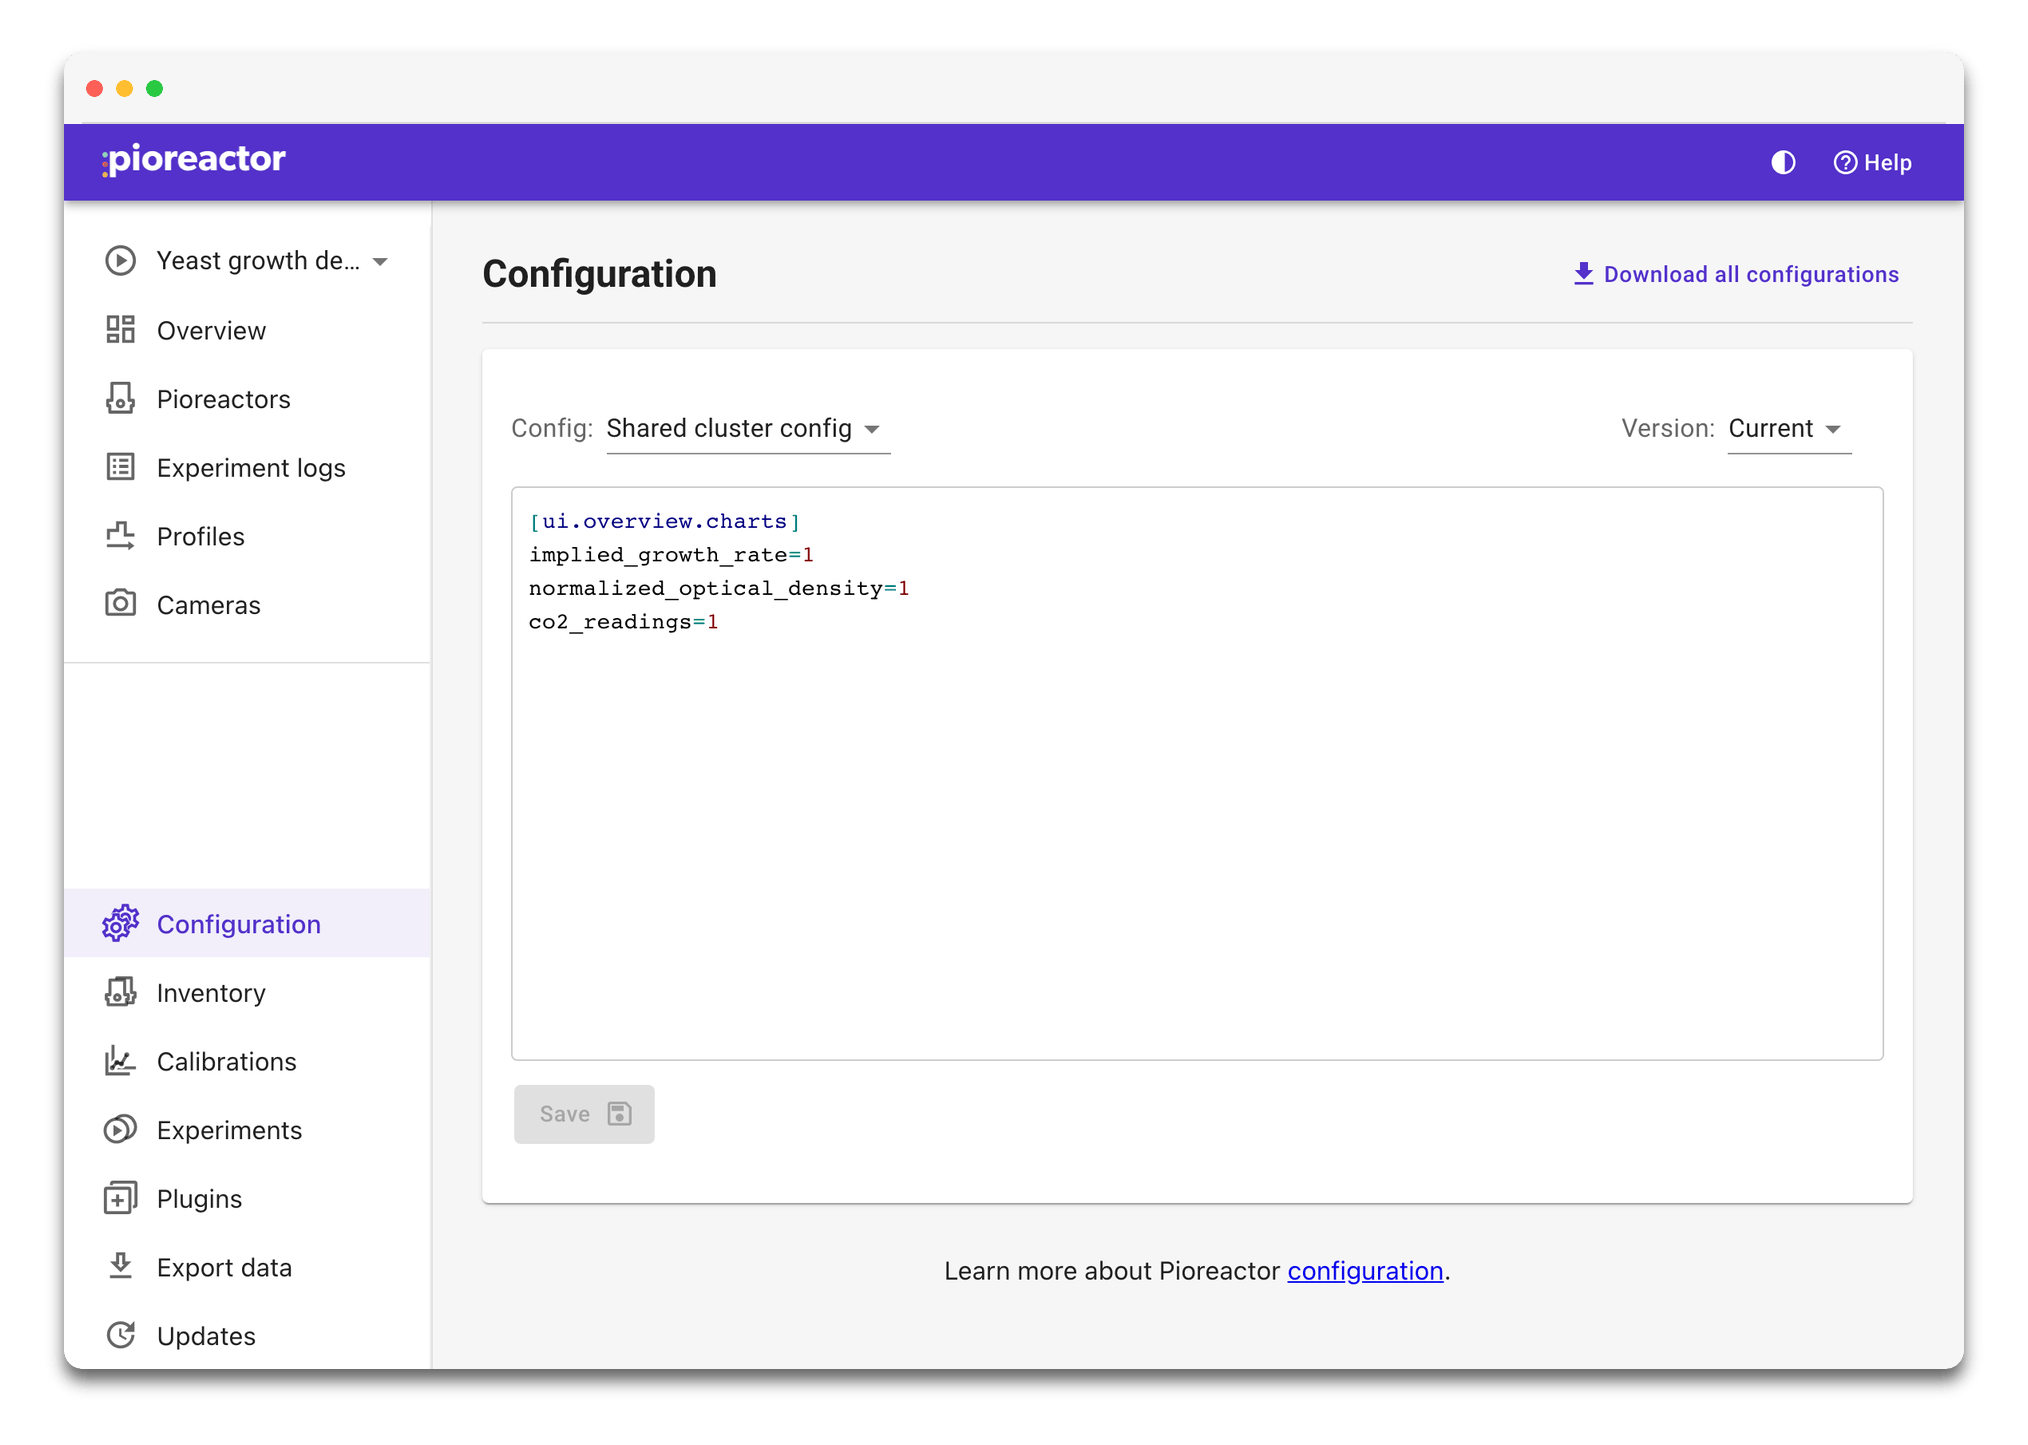 pioreactor
Help
Yeast growth de...
Overview
Pioreactors
Experiment logs
Profiles
Cameras
Configuration
Inventory
Calibrations
Experiments
Plugins
Export data
Updates
Configuration
Download all configurations
Config: Shared cluster config
Version: Current
[ui.overview.charts]
implied_growth_rate=1
normalized_optical_density=1
co2_readings=1
Save
Learn more about Pioreactor configuration.